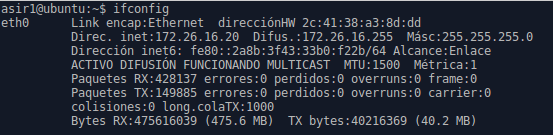 asir1@ubuntu:~$ ifconfig
eth0 Link encap:Ethernet direcciónHW 2c:41:38:a3:8d:dd
Direc. inet:172.26.16.20 Difus.:172.26.16.255 Másc:255.255.255.0
Dirección inet6: fe80::2a8b:3f43:33b0:f22b/64 Alcance:Enlace
ACTIVO DIFUSIÓN FUNCIONANDO MULTICAST MTU:1500 Métrica:1
Paquetes RX:428137 errores:0 perdidos:0 overruns:0 frame:0
Paquetes TX:149885 errores:0 perdidos:0 overruns:0 carrier:0
colisiones:0 long.colaTX:1000
Bytes RX:475616039 (475.6 MB) TX bytes:40216369 (40.2 MB)